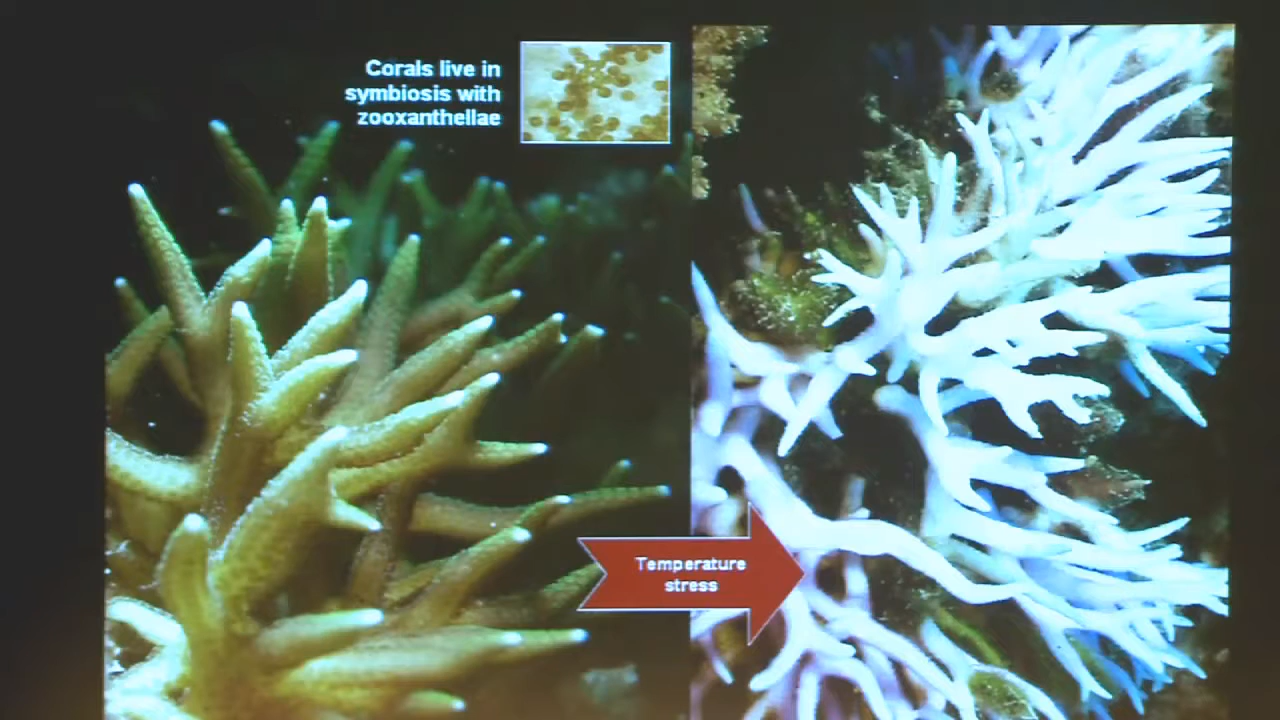 Corals live in
symbiosis with
zooxanthellae
Temperature
stress